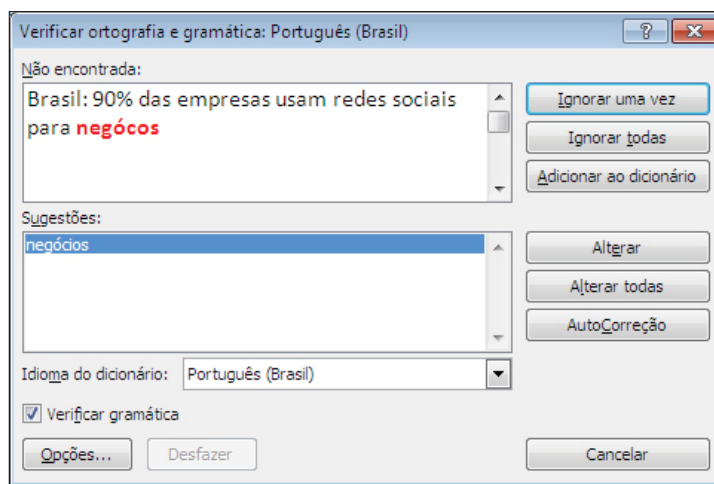 Verificar ortografia e gramática: Português (Brasil)
Não encontrada:
Brasil: 90% das empresas usam redes sociais
para negócos
Ignorar uma vez
Ignorar todas
Adicionar ao dicionário
Sugestões:
negócios
Alterar
Alterar todas
AutoCorreção
Idioma do dicionário: Português (Brasil)
Verificar gramática
Opções... Desfazer Cancelar